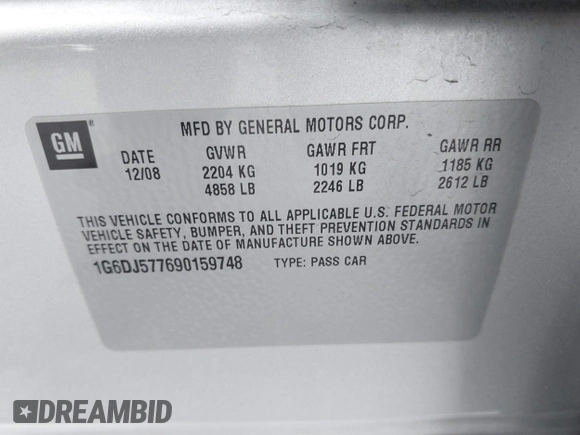 GM ®
MFD BY GENERAL MOTORS CORP.
DATE GVWR GAWR FRT GAWR RR
12/08 2204 KG 1019 KG 1185 KG
4858 LB 2246 LB 2612 LB
THIS VEHICLE CONFORMS TO ALL APPLICABLE U.S. FEDERAL MOTOR
VEHICLE SAFETY, BUMPER, AND THEFT PREVENTION STANDARDS IN
EFFECT ON THE DATE OF MANUFACTURE SHOWN ABOVE.
1G6DJ577690159748 TYPE: PASS CAR
#DREAMBID